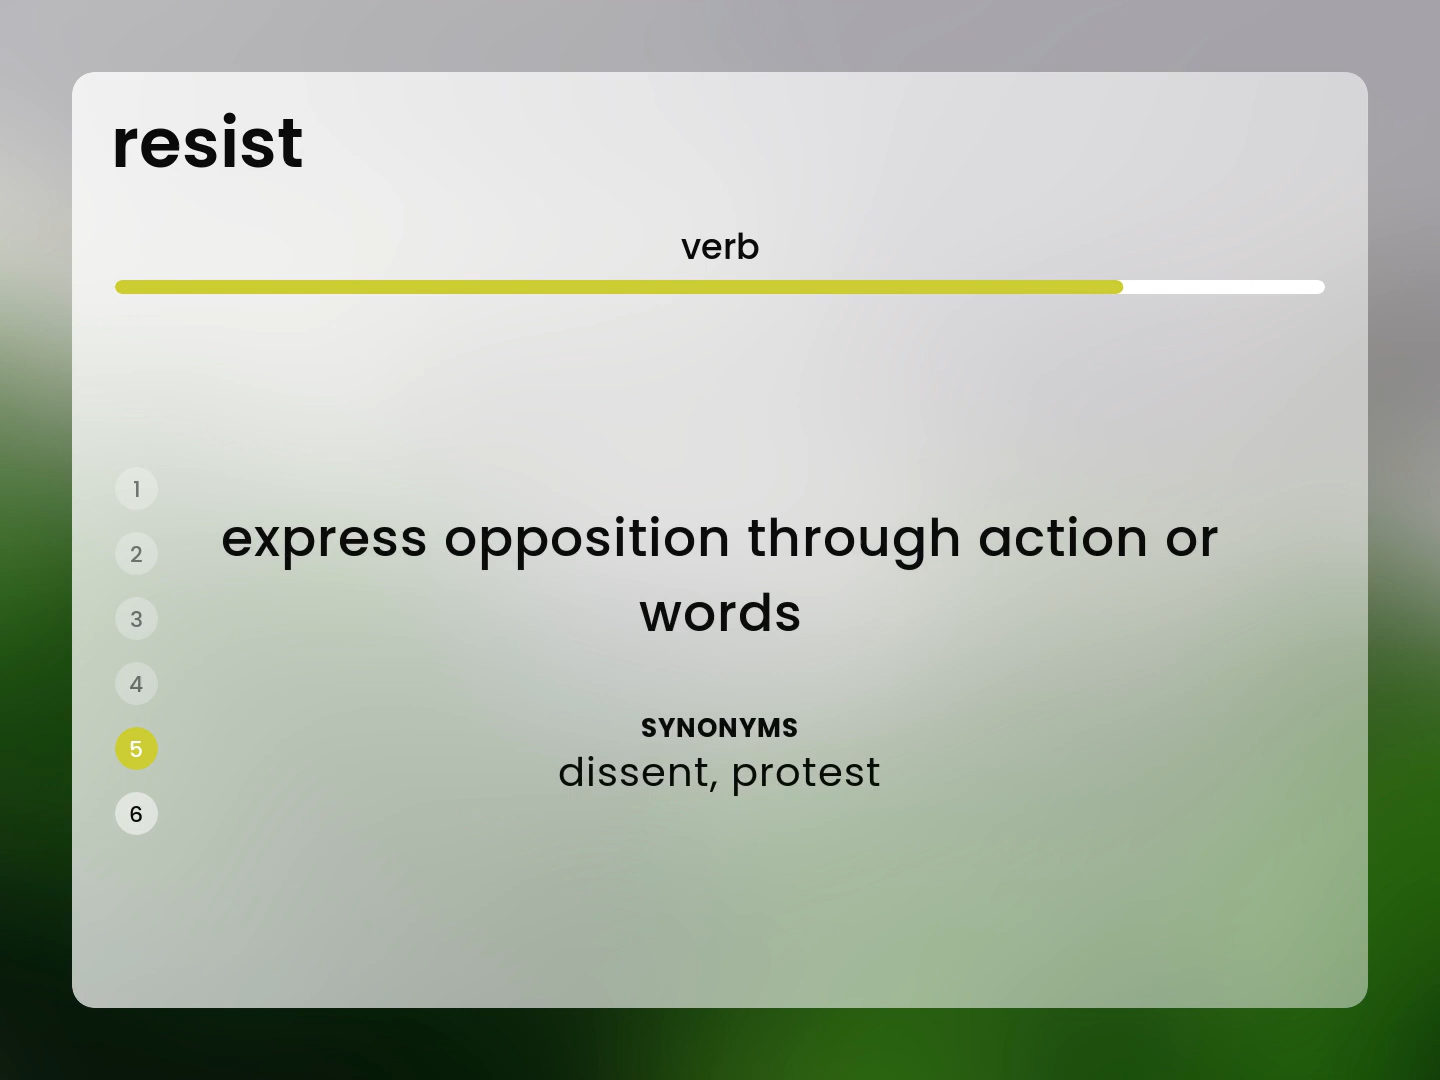 resist
verb
1
2
3
4
5
6
express opposition through action or
words
SYNONYMS
dissent, protest